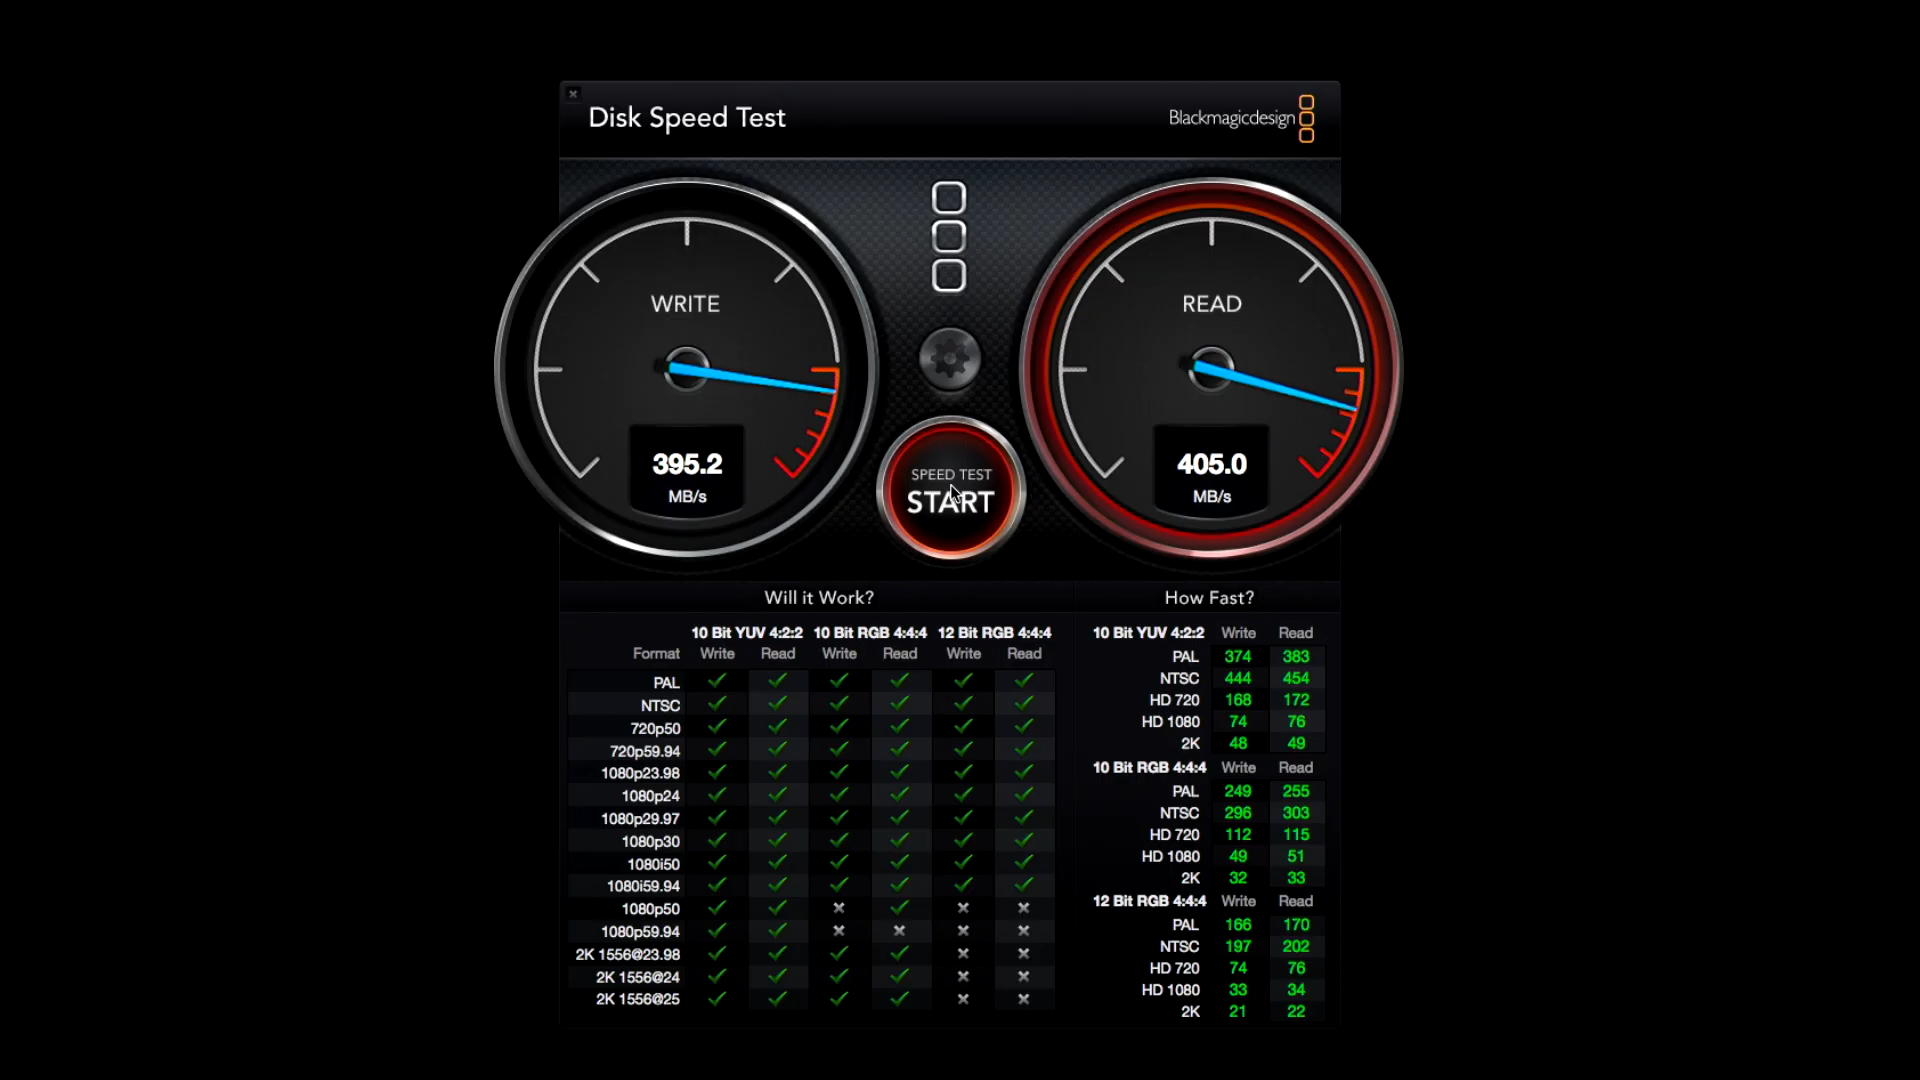 Disk Speed Test
Blackmagicdesign
WRITE
395.2
MB/s
SPEED TEST
START
READ
405.0
MB/s
Will it Work?
10 Bit YUV 4:2:2 10 Bit RGB 4:4:4 12 Bit RGB 4:4:4
Format Write Read Write Read Write Read
PAL
NTSC
720p50
720p59.94
1080p23.98
1080p24
1080p29.97
1080p30
1080i50
1080i59.94
1080p50
1080p59.94
2K 1556@23.98
2K 1556@24
2K 1556@25
How Fast?
10 Bit YUV 4:2:2 Write Read
PAL 374 383
NTSC 444 454
HD 720 168 172
HD 1080 74 76
2K 48 49
10 Bit RGB 4:4:4 Write Read
PAL 249 255
NTSC 296 303
HD 720 112 115
HD 1080 49 51
2K 32 33
12 Bit RGB 4:4:4 Write Read
PAL 166 170
NTSC 197 202
HD 720 74 76
HD 1080 33 34
2K 21 22